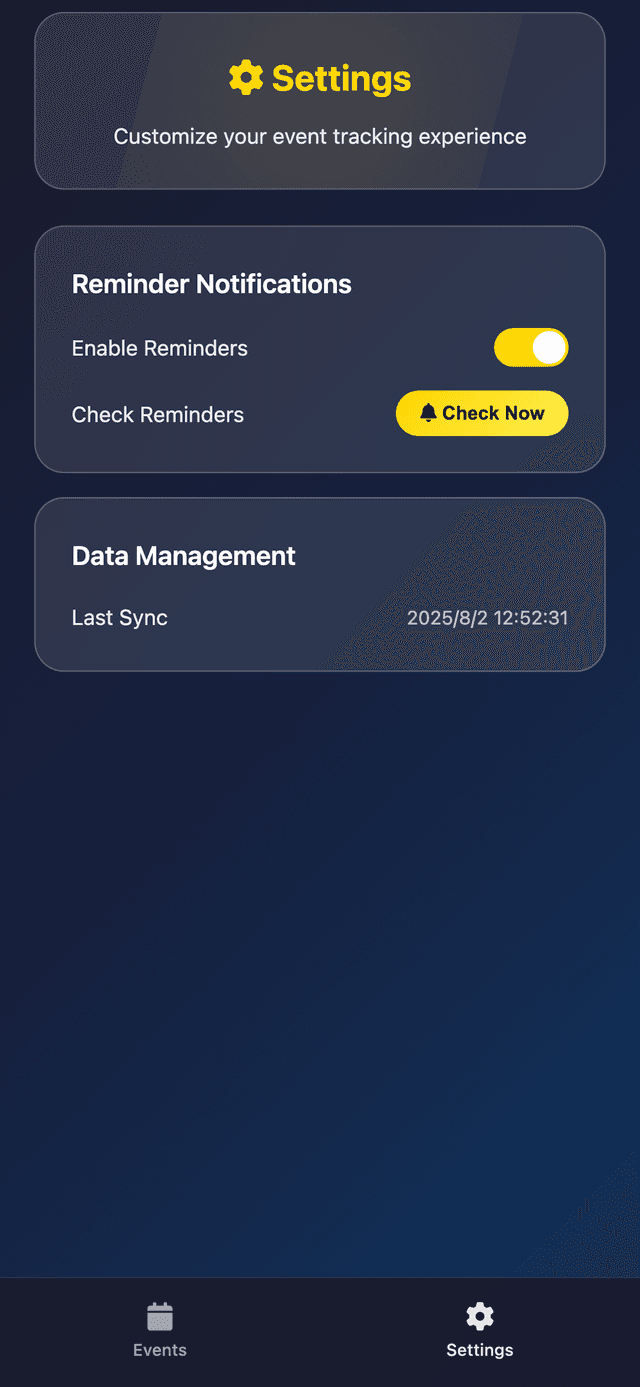 Settings
Customize your event tracking experience
Reminder Notifications
Enable Reminders
Check Reminders
Check Now
Data Management
Last Sync
2025/8/2 12:52:31
Events
Settings